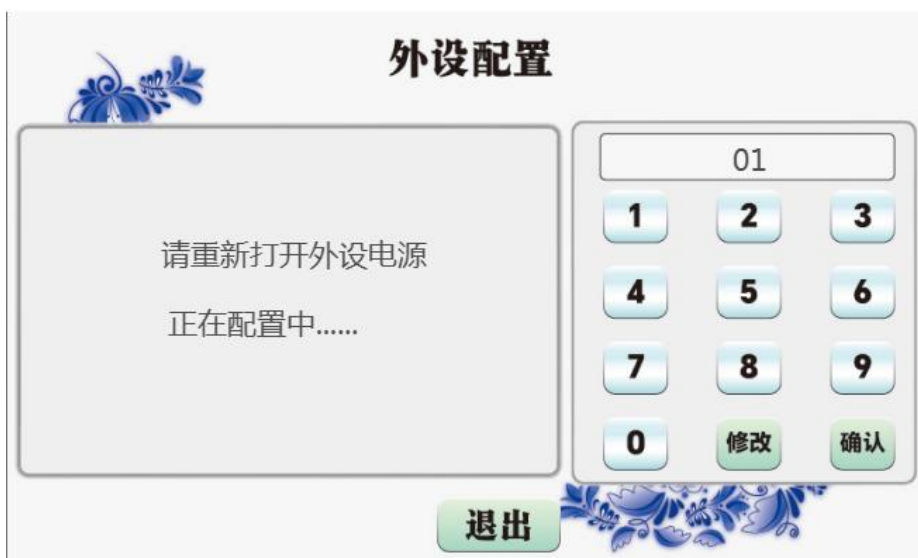 外设配置
请重新打开外设电源
正在配置中......
01
1 2 3
4 5 6
7 8 9
0 修改 确认
退出